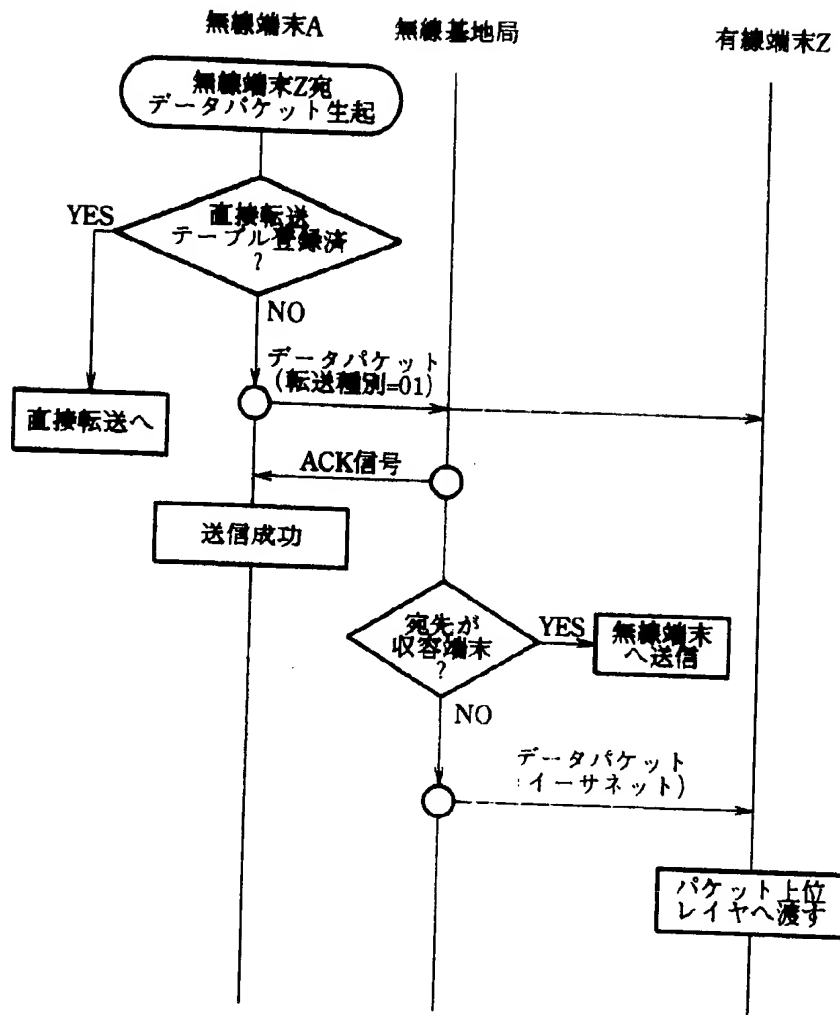 無線端末A
無線基地局
有線端末Z
無線端末Z宛
データパケット生起
YES
直接転送
テーブル登録済
?
NO
データパケット
(転送種別=01)
直接転送へ
ACK信号
送信成功
宛先が
収容端末
?
YES
無線端末
へ送信
NO
データパケット
(イーサネット)
パケット上位
レイヤへ渡す